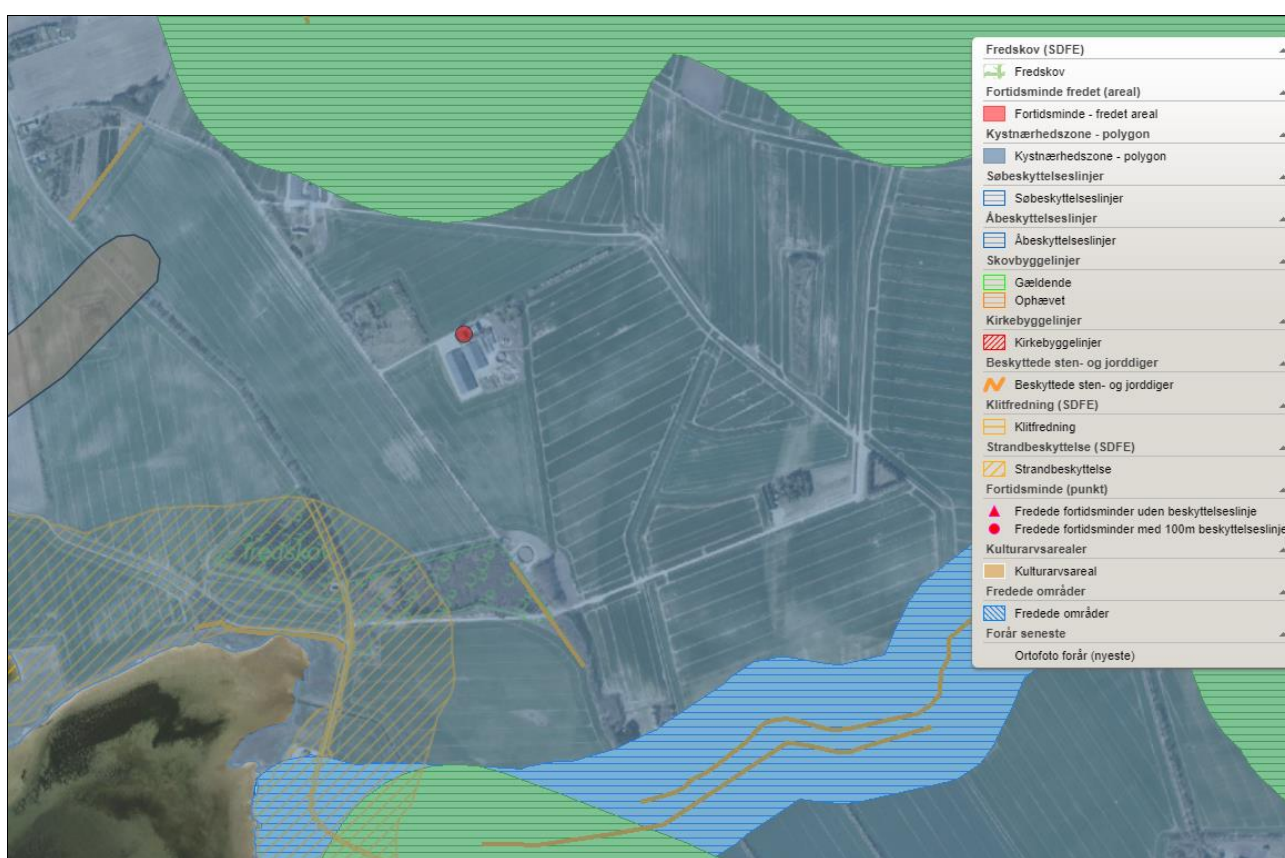 Fredskov (SDFE)
Fredskov
Fortidsminde fredet (areal)
Fortidsminde - fredet areal
Kystnærhedszone - polygon
Kystnærhedszone - polygon
Søbeskyttelseslinjer
Søbeskyttelseslinjer
Åbeskyttelseslinjer
Åbeskyttelseslinjer
Skovbyggelinjer
Gældende
Ophævet
Kirkebyggelinjer
Kirkebyggelinjer
Beskyttede sten- og jorddiger
Beskyttede sten- og jorddiger
Klitfredning (SDFE)
Klitfredning
Strandbeskyttelse (SDFE)
Strandbeskyttelse
Fortidsminde (punkt)
Fredede fortidsminder uden beskyttelseslinje
Fredede fortidsminder med 100m beskyttelseslinje
Kulturarvsarealer
Kulturarvsareal
Fredede områder
Fredede områder
Forår seneste
Ortofoto forår (nyeste)
fredskov